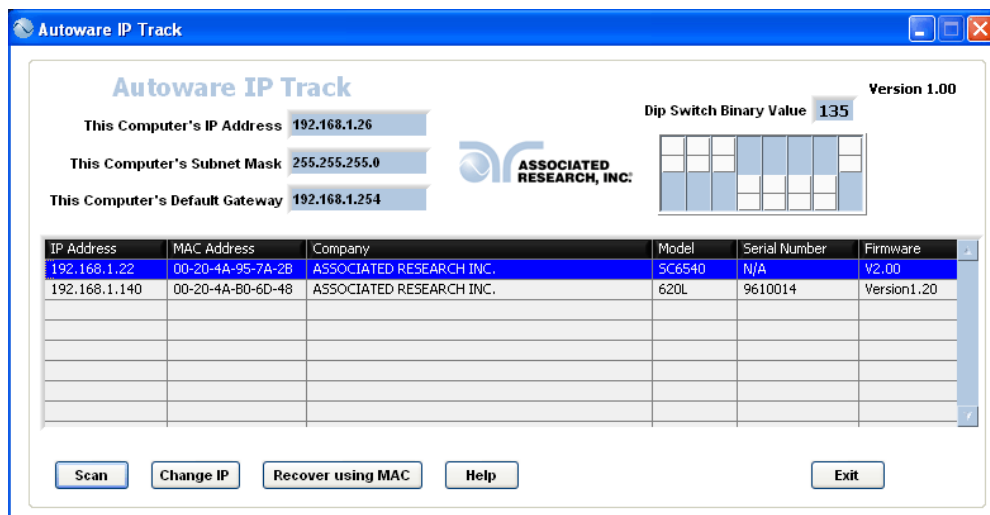 Autoware IP Track
Autoware IP Track
Version 1.00
Dip Switch Binary Value 135
This Computer's IP Address 192.168.1.26
This Computer's Subnet Mask 255.255.255.0
This Computer's Default Gateway 192.168.1.254
ASSOCIATED
RESEARCH, INC.
IP Address MAC Address Company Model Serial Number Firmware
192.168.1.22 00-20-4A-95-7A-2B ASSOCIATED RESEARCH INC. SC6540 N/A V2.00
192.168.1.140 00-20-4A-B0-6D-48 ASSOCIATED RESEARCH INC. 620L 9610014 Version1.20
Scan Change IP Recover using MAC Help Exit